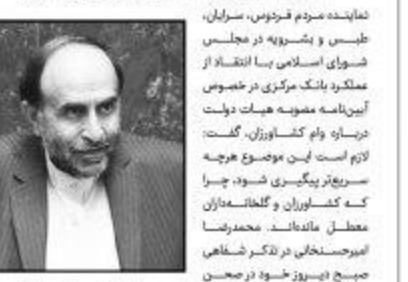 نماینده مردم فردوس، سرایان،
طبس و بشرویه در مجلس
شورای اسلامی با انتقاد از
عملکرد بانک مرکزی در خصوص
آیین‌نامه مصوبه هیات دولت
درباره وام کشاورزان، گفت:
لازم است این موضوع هرچه
سریع‌تر پیگیری شود، چرا
که کشاورزان و گلخانه‌داران
معطل مانده‌اند. محمدرضا
امیرحسنخانی در تذکر شفاهی
صبح دیروز خود در صحن